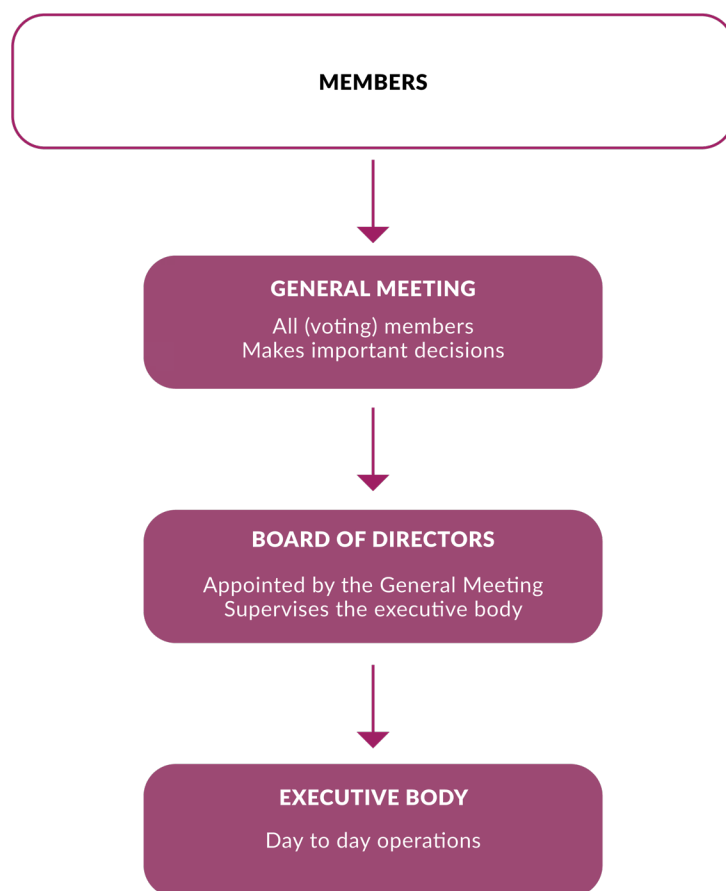 MEMBERS
GENERAL MEETING
All (voting) members
Makes important decisions
BOARD OF DIRECTORS
Appointed by the General Meeting
Supervises the executive body
EXECUTIVE BODY
Day to day operations